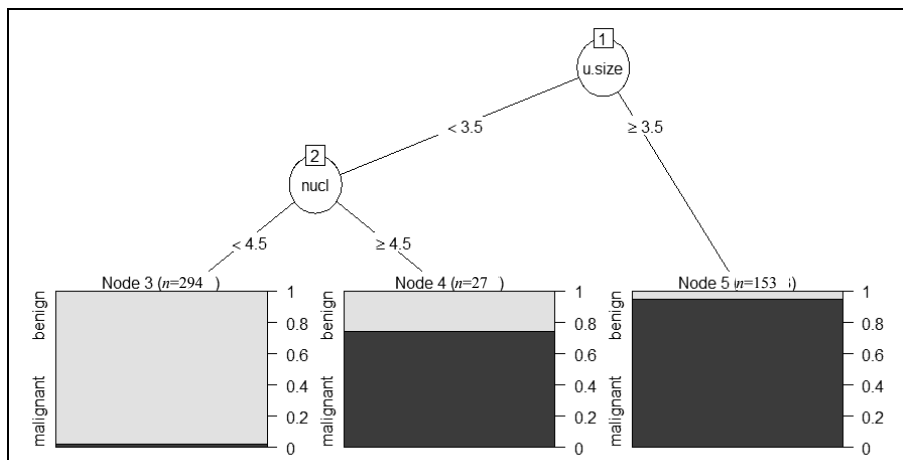 1
u.size
< 3.5
≥ 3.5
2
nucl
< 4.5
≥ 4.5
Node 3 (n=294 )
Node 4 (n=27 )
Node 5 (n=153 )
benign
malignant
1
0.8
0.6
0.4
0.2
0
benign
malignant
1
0.8
0.6
0.4
0.2
0
benign
malignant
1
0.8
0.6
0.4
0.2
0